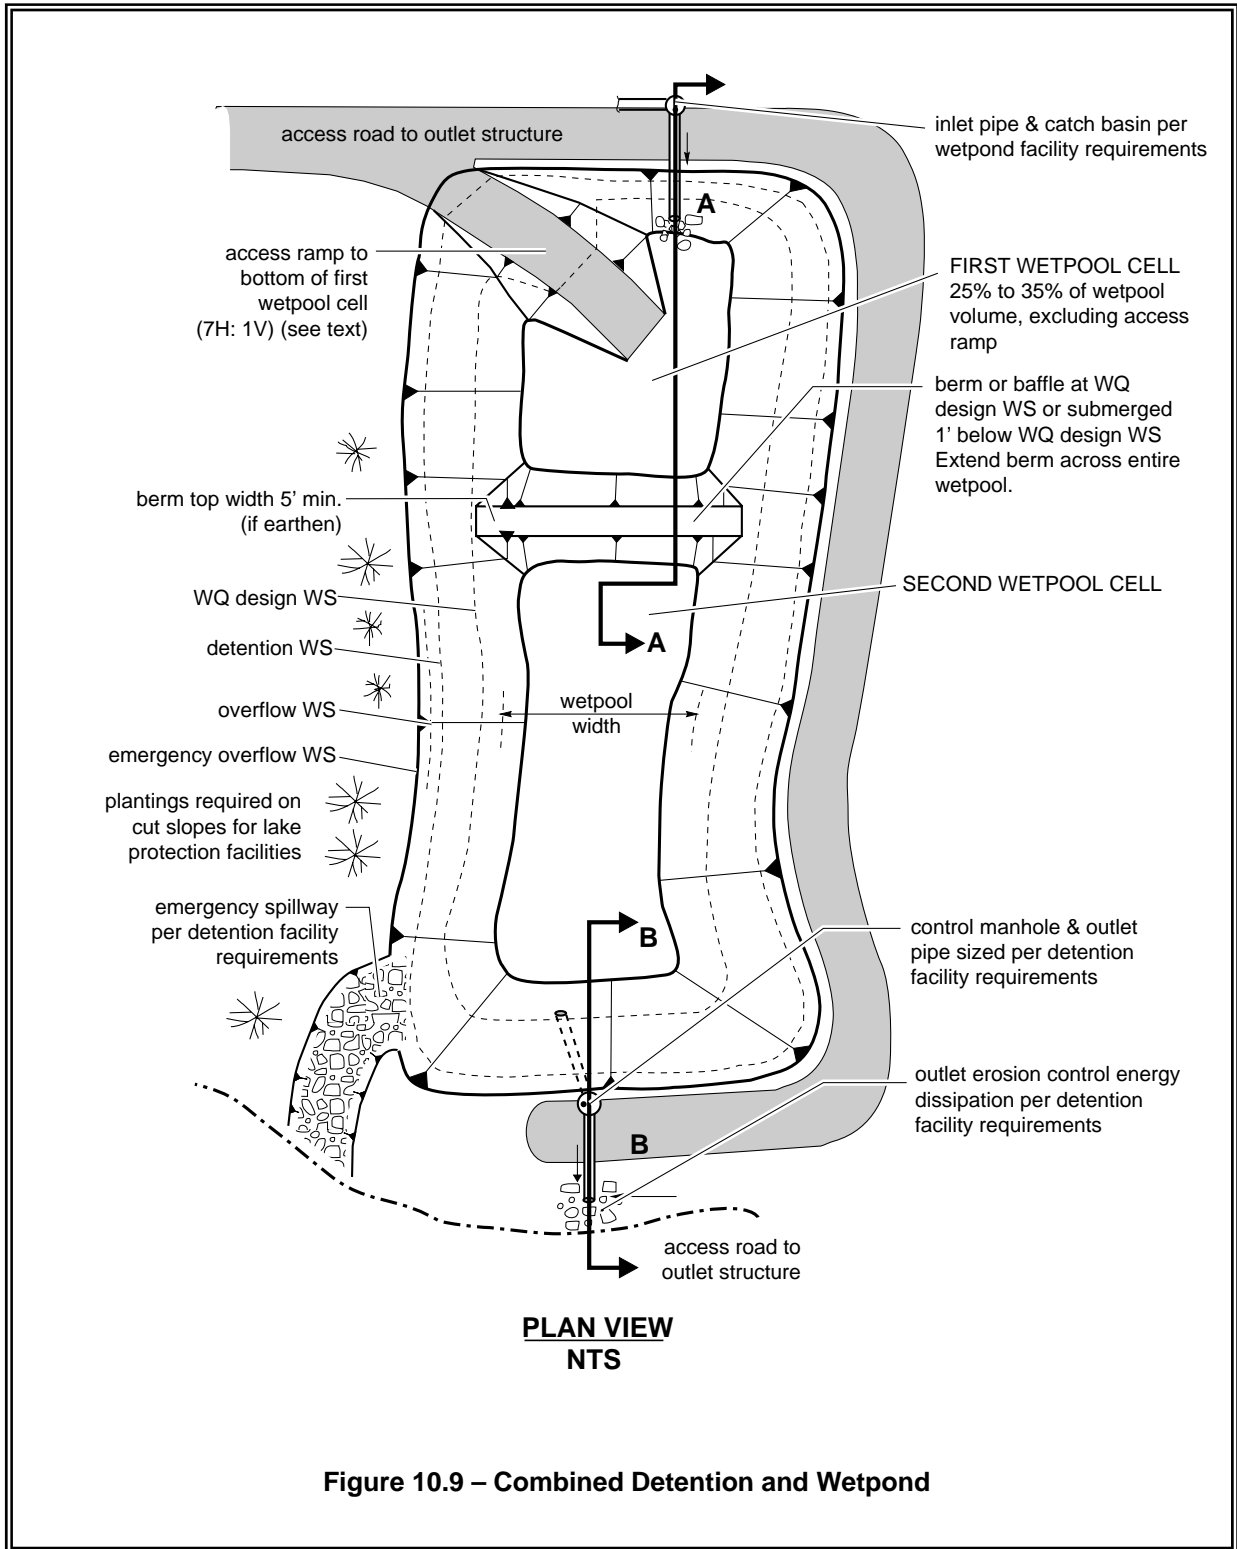 access road to outlet structure
inlet pipe & catch basin per
wetpond facility requirements
A
access ramp to
bottom of first
wetpool cell
(7H: 1V) (see text)
FIRST WETPOOL CELL
25% to 35% of wetpool
volume, excluding access
ramp
berm or baffle at WQ
design WS or submerged
1' below WQ design WS
Extend berm across entire
wetpool.
berm top width 5' min.
(if earthen)
WQ design WS
SECOND WETPOOL CELL
A
detention WS
overflow WS
wetpool
width
emergency overflow WS
plantings required on
cut slopes for lake
protection facilities
emergency spillway
per detention facility
requirements
B
control manhole & outlet
pipe sized per detention
facility requirements
outlet erosion control energy
dissipation per detention
facility requirements
B
access road to
outlet structure
PLAN VIEW
NTS
Figure 10.9 – Combined Detention and Wetpond